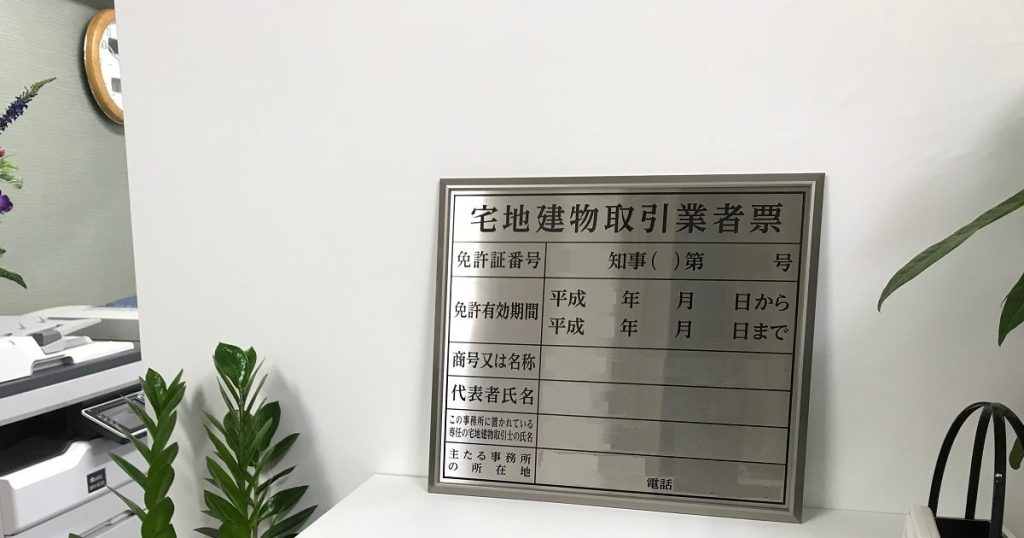 宅地建物取引業者票
免許証番号 知事( )第 号
免許有効期間 平成 年 月 日から
平成 年 月 日まで
商号又は名称
代表者氏名
この事務所に置かれている
専任の宅地建物取引士の氏名
主たる事務所
の所在地
電話